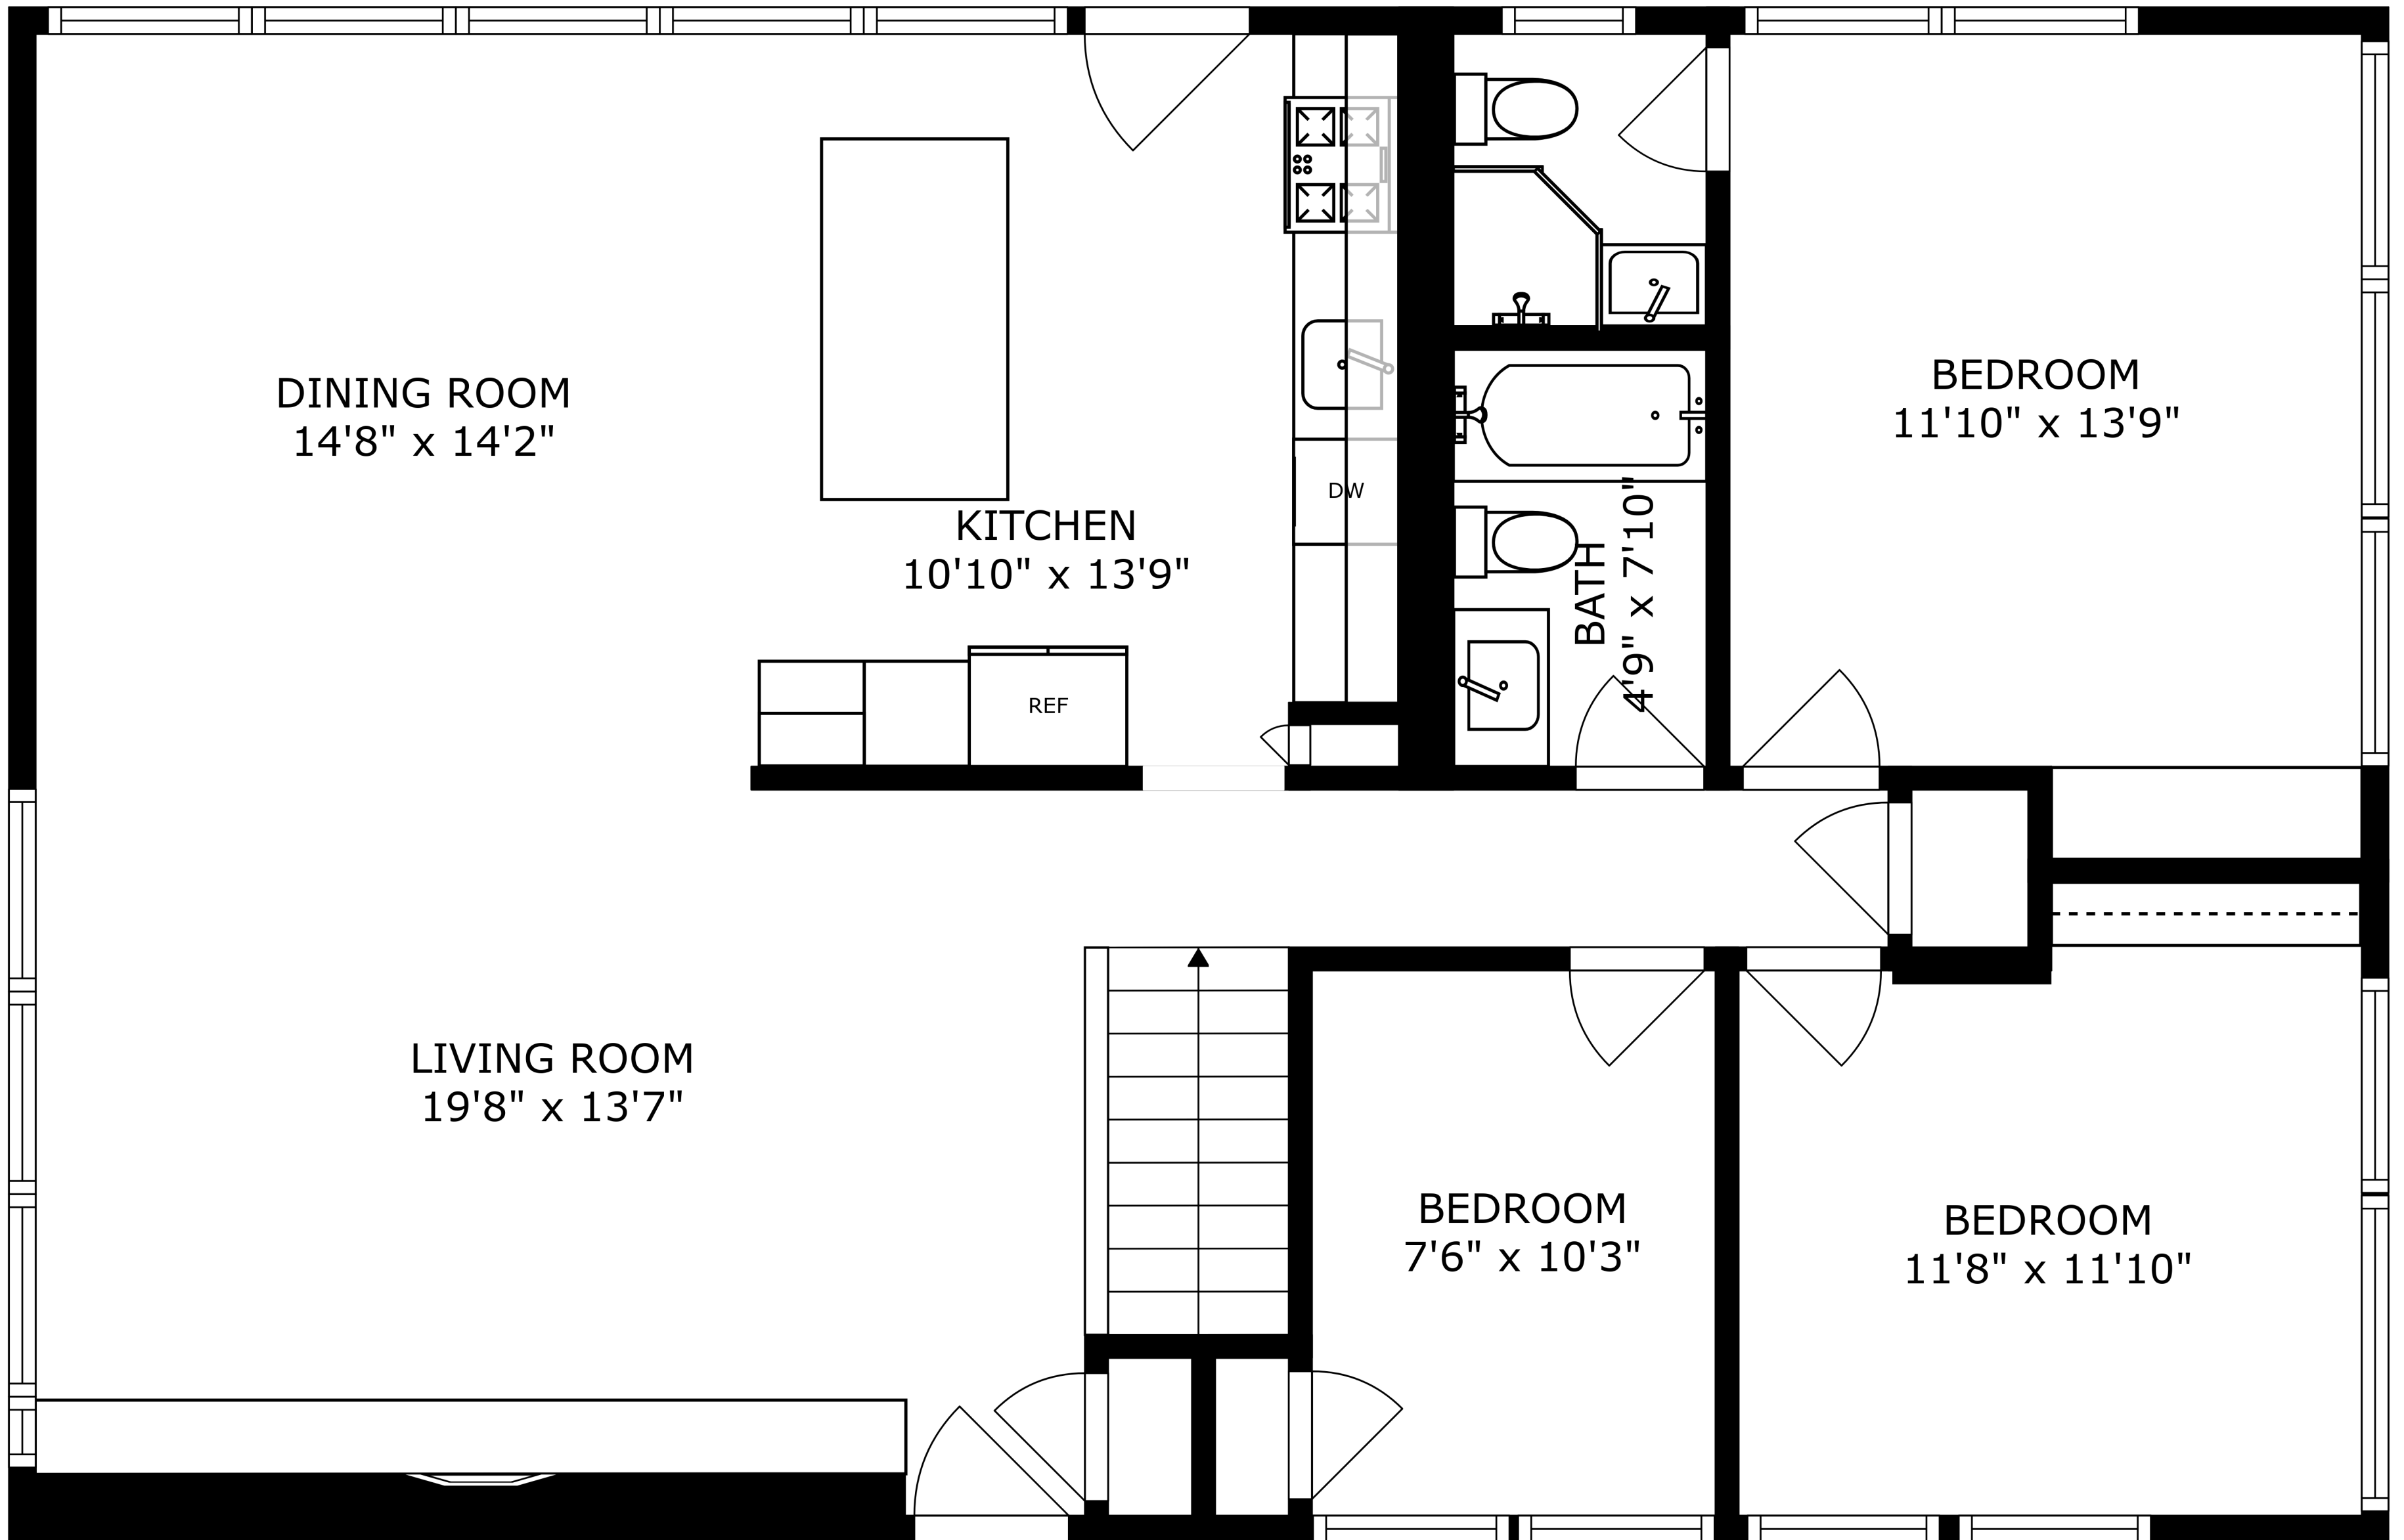 DINING ROOM
14'8" x 14'2"
KITCHEN
10'10" x 13'9"
DW
REF
BATH
4'9" x 7'10"
BEDROOM
11'10" x 13'9"
LIVING ROOM
19'8" x 13'7"
BEDROOM
7'6" x 10'3"
BEDROOM
11'8" x 11'10"